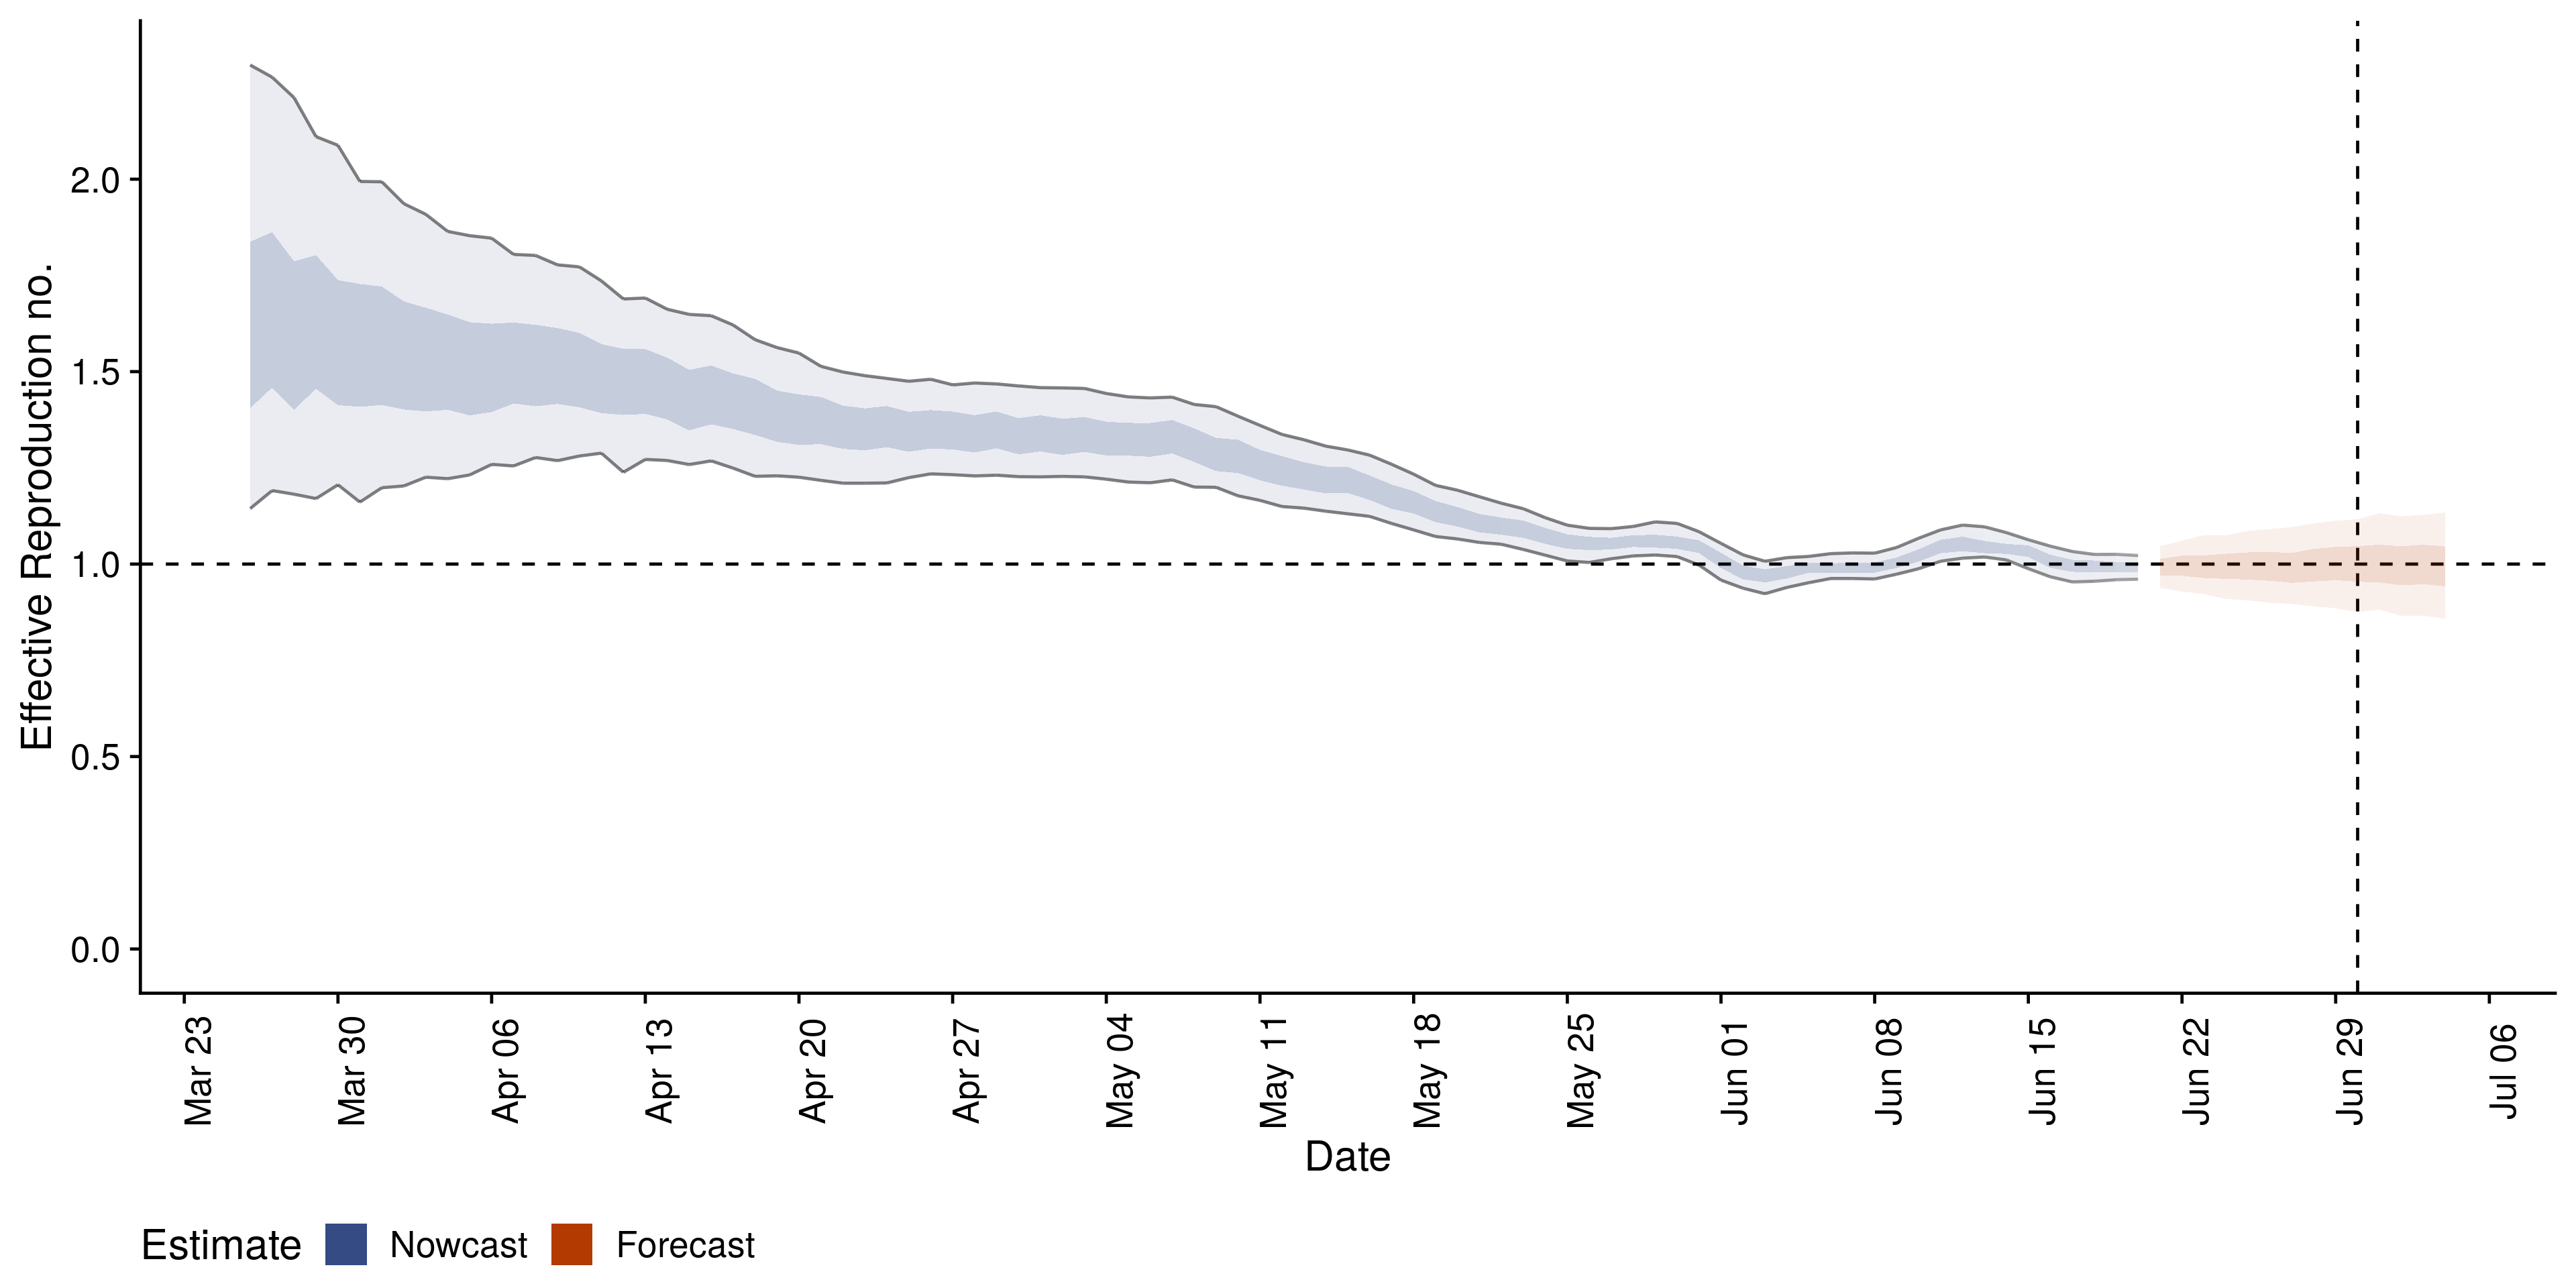 Effective Reproduction no.
2.0
1.5
1.0
0.5
0.0
Mar 23
Mar 30
Apr 06
Apr 13
Apr 20
Apr 27
May 04
May 11
May 18
May 25
Jun 01
Jun 08
Jun 15
Jun 22
Jun 29
Jul 06
Date
Estimate Nowcast Forecast